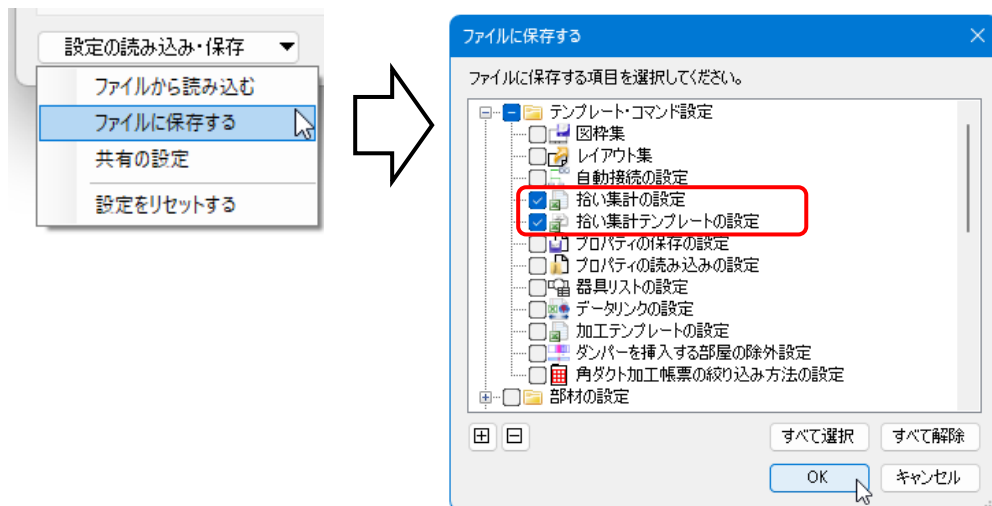 設定の読み込み・保存
ファイルから読み込む
ファイルに保存する
共有の設定
設定をリセットする
ファイルに保存する
ファイルに保存する項目を選択してください。
テンプレート・コマンド設定
図枠集
レイアウト集
自動接続の設定
拾い集計の設定
拾い集計テンプレートの設定
プロパティの保存の設定
プロパティの読み込みの設定
器具リストの設定
データリンクの設定
加工テンプレートの設定
ダンパーを挿入する部屋の除外設定
角ダクト加工帳票の絞り込み方法の設定
部材の設定
すべて選択 すべて解除
OK キャンセル